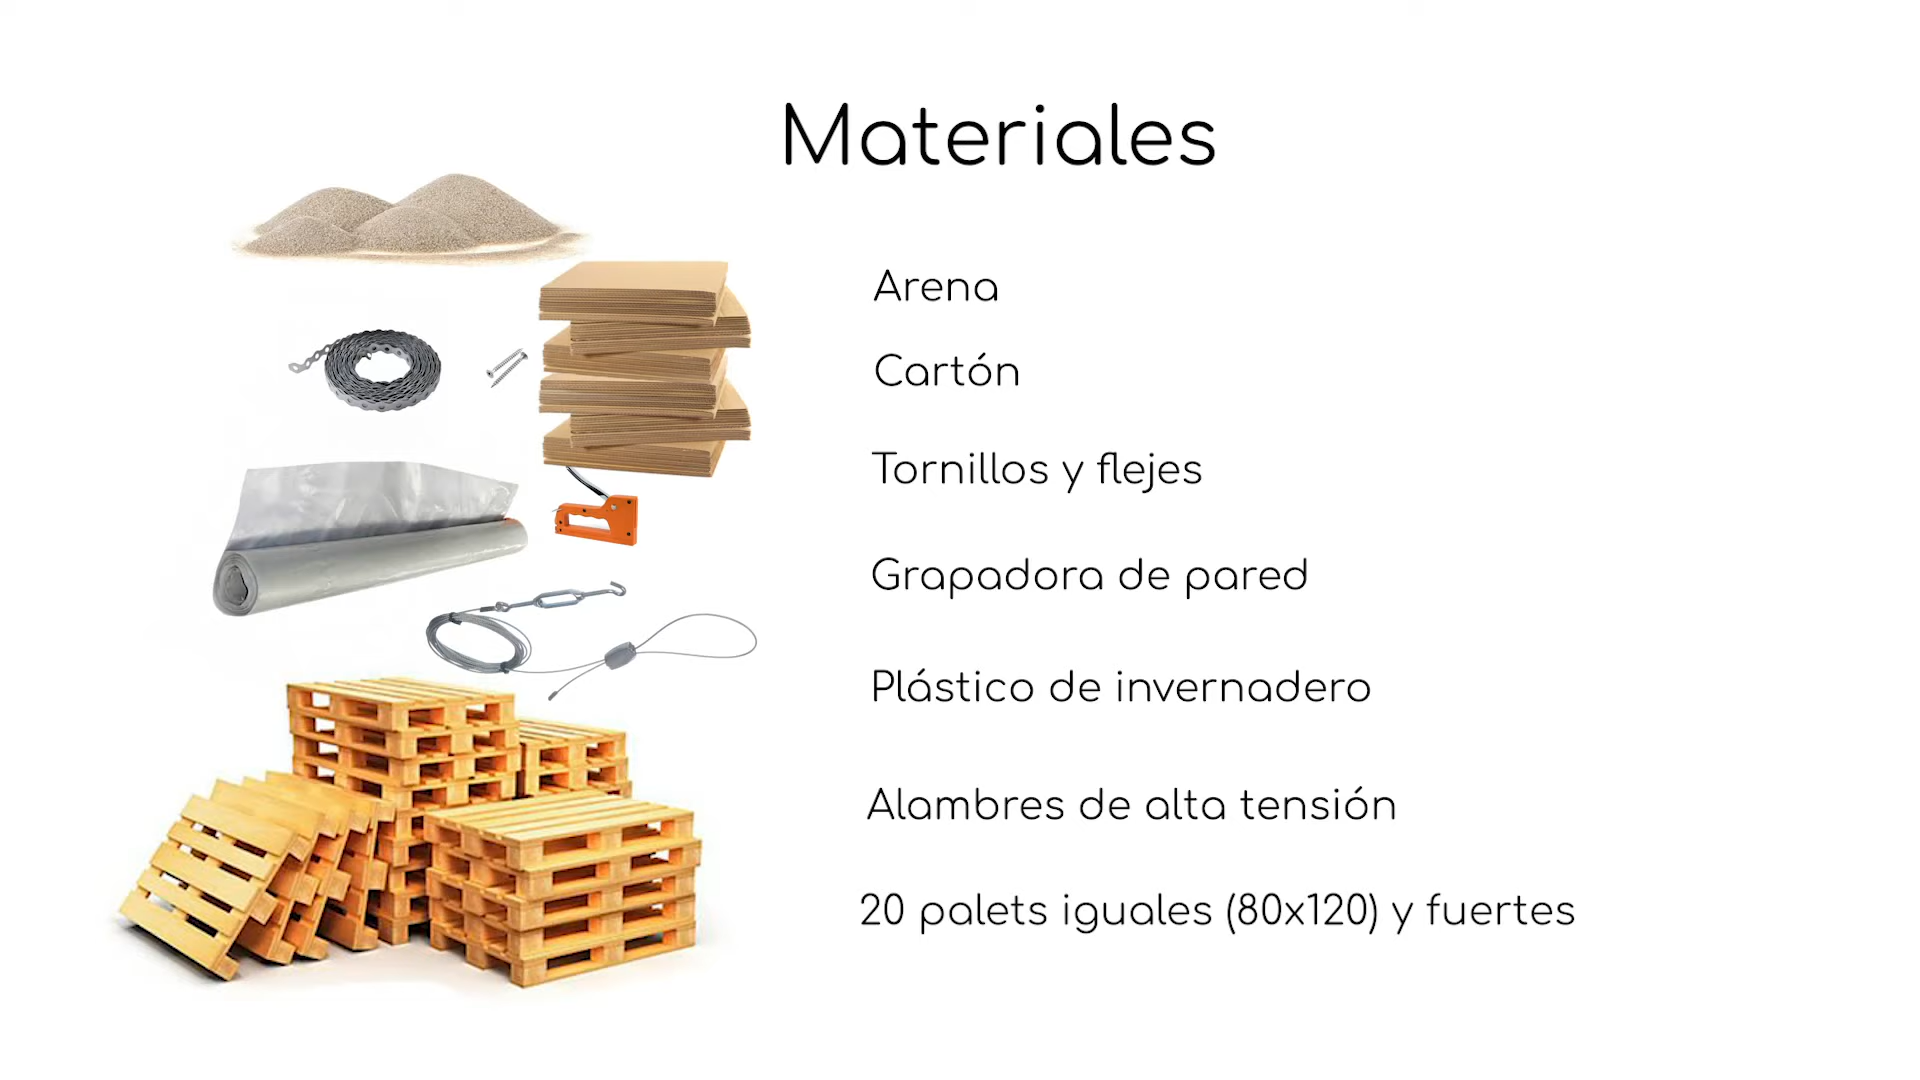 Materiales
Arena
Cartón
Tornillos y flejes
Grapadora de pared
Plástico de invernadero
Alambres de alta tensión
20 palets iguales (80x120) y fuertes